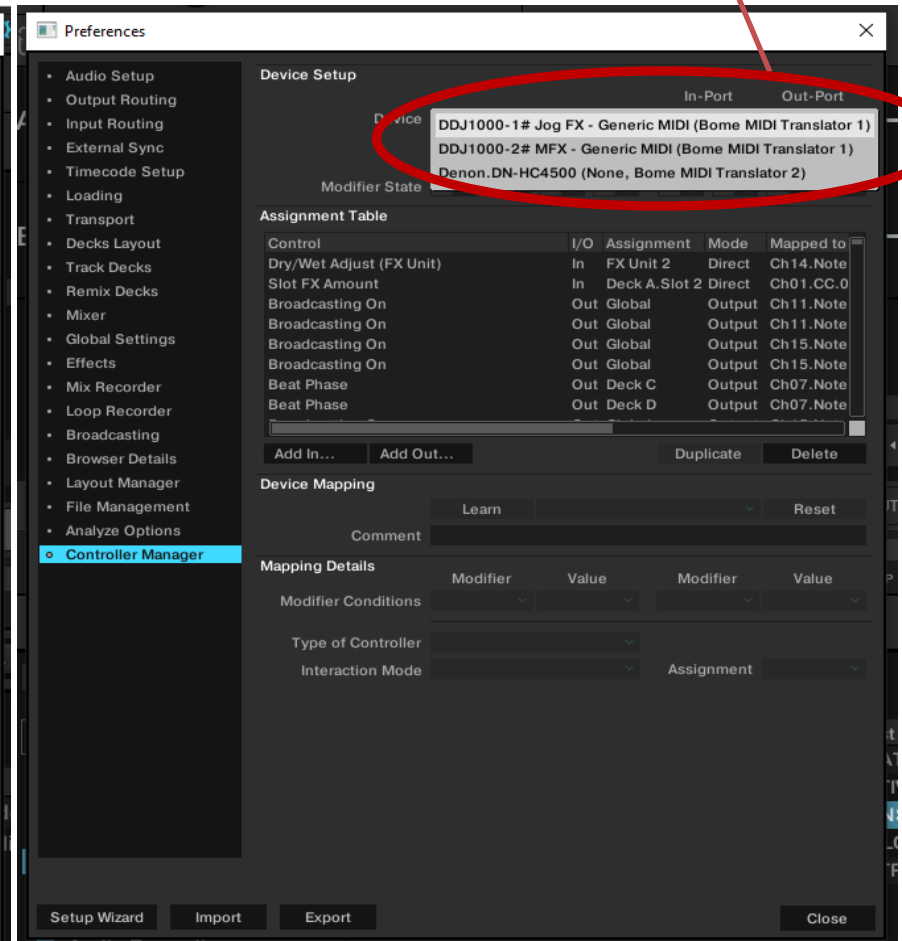 Preferences
Audio Setup
Output Routing
Input Routing
External Sync
Timecode Setup
Loading
Transport
Decks Layout
Track Decks
Remix Decks
Mixer
Global Settings
Effects
Mix Recorder
Loop Recorder
Broadcasting
Browser Details
Layout Manager
File Management
Analyze Options
Controller Manager
Device Setup
In-Port Out-Port
Device
DDJ1000-1# Jog FX - Generic MIDI (Bome MIDI Translator 1)
DDJ1000-2# MFX - Generic MIDI (Bome MIDI Translator 1)
Denon.DN-HC4500 (None, Bome MIDI Translator 2)
Modifier State
Assignment Table
Control I/O Assignment Mode Mapped to
Dry/Wet Adjust (FX Unit) In FX Unit 2 Direct Ch14.Note
Slot FX Amount In Deck A.Slot 2 Direct Ch01.CC.0
Broadcasting On Out Global Output Ch11.Note
Broadcasting On Out Global Output Ch11.Note
Broadcasting On Out Global Output Ch15.Note
Broadcasting On Out Global Output Ch15.Note
Beat Phase Out Deck C Output Ch07.Note
Beat Phase Out Deck D Output Ch07.Note
Add In... Add Out... Duplicate Delete
Device Mapping
Learn Reset
Comment
Mapping Details
Modifier Value Modifier Value
Modifier Conditions
Type of Controller
Interaction Mode Assignment
Setup Wizard Import Export Close